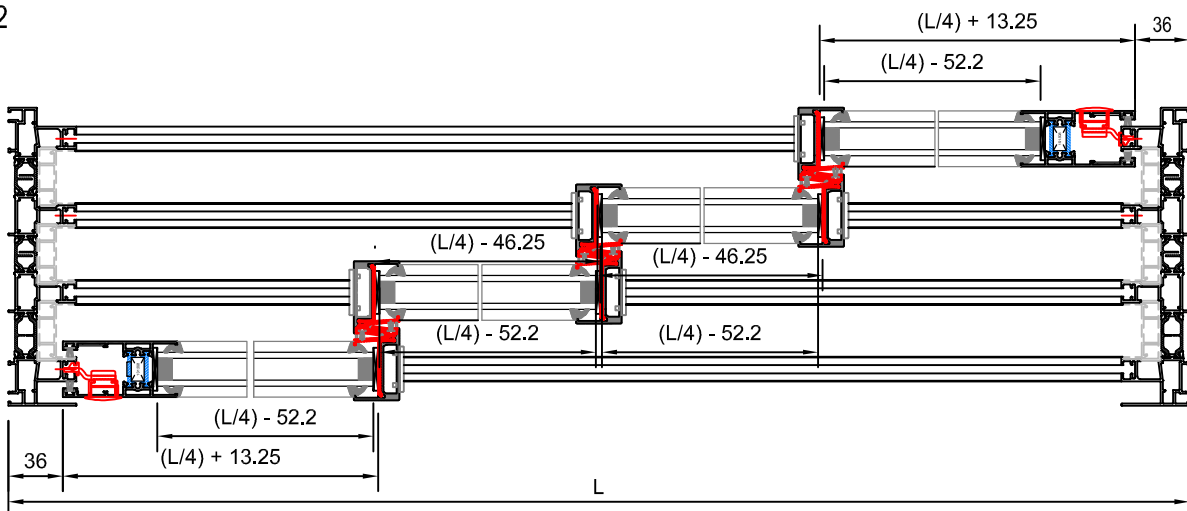 2
(L/4) + 13.25
36
(L/4) - 52.2
(L/4) - 46.25
(L/4) - 46.25
(L/4) - 52.2
(L/4) - 52.2
(L/4) - 52.2
36
(L/4) + 13.25
L